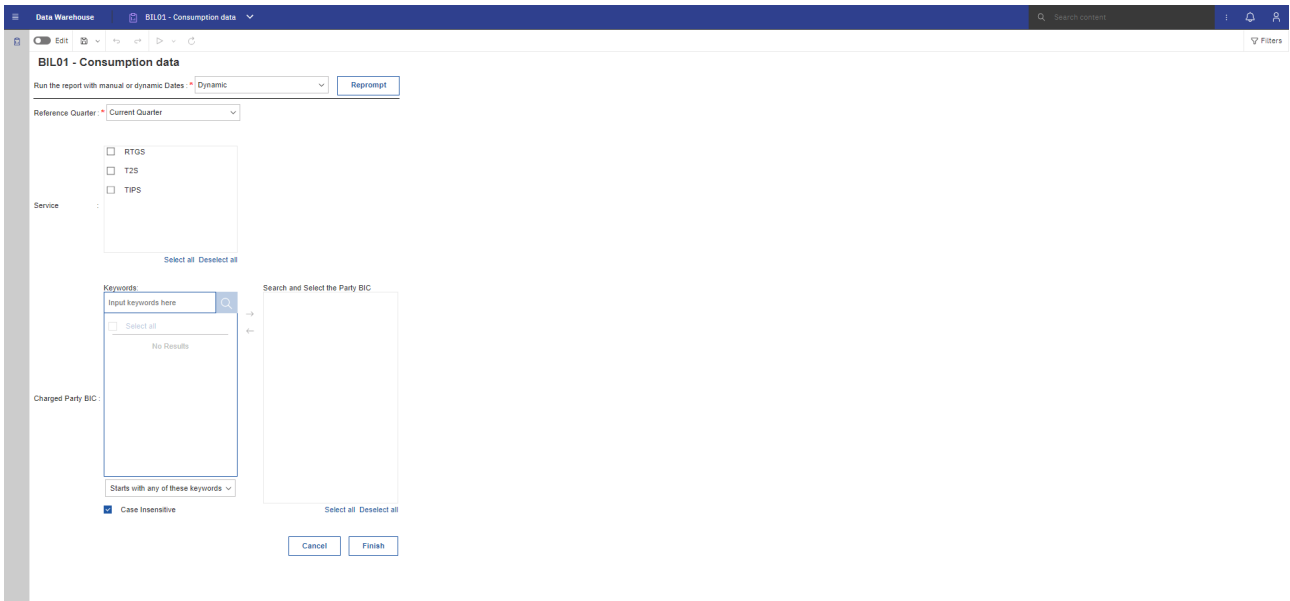 Data Warehouse BIL01 - Consumption data Search content
Edit Filters
BIL01 - Consumption data
Run the report with manual or dynamic Dates : * Dynamic Reprompt
Reference Quarter : * Current Quarter
RTGS
T2S
TIPS
Service :
Select all Deselect all
Keywords: Search and Select the Party BIC
Input keywords here
Select all
No Results
Charged Party BIC :
Starts with any of these keywords
Case Insensitive Select all Deselect all
Cancel Finish